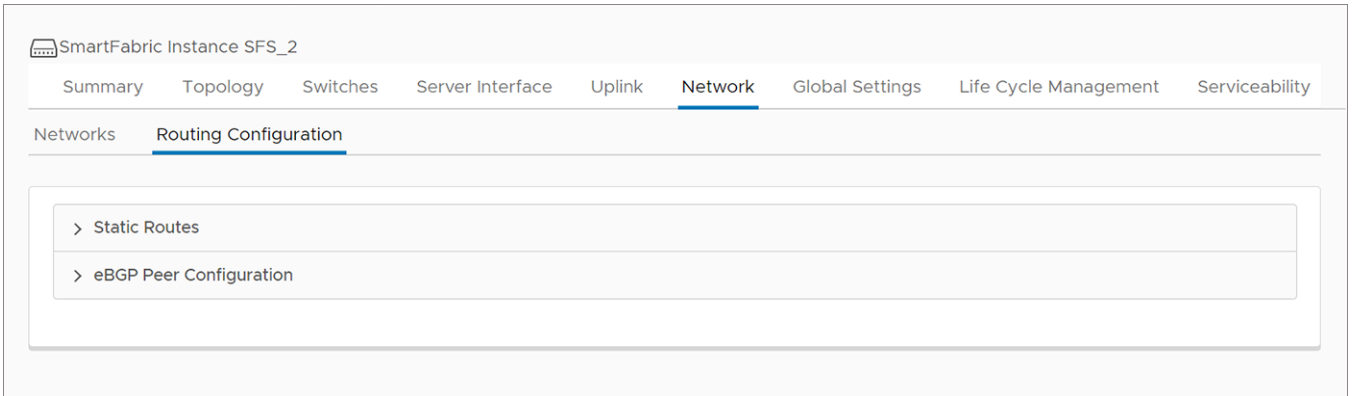 SmartFabric Instance SFS_2
Summary Topology Switches Server Interface Uplink Network Global Settings Life Cycle Management Serviceability
Networks Routing Configuration
Static Routes
eBGP Peer Configuration